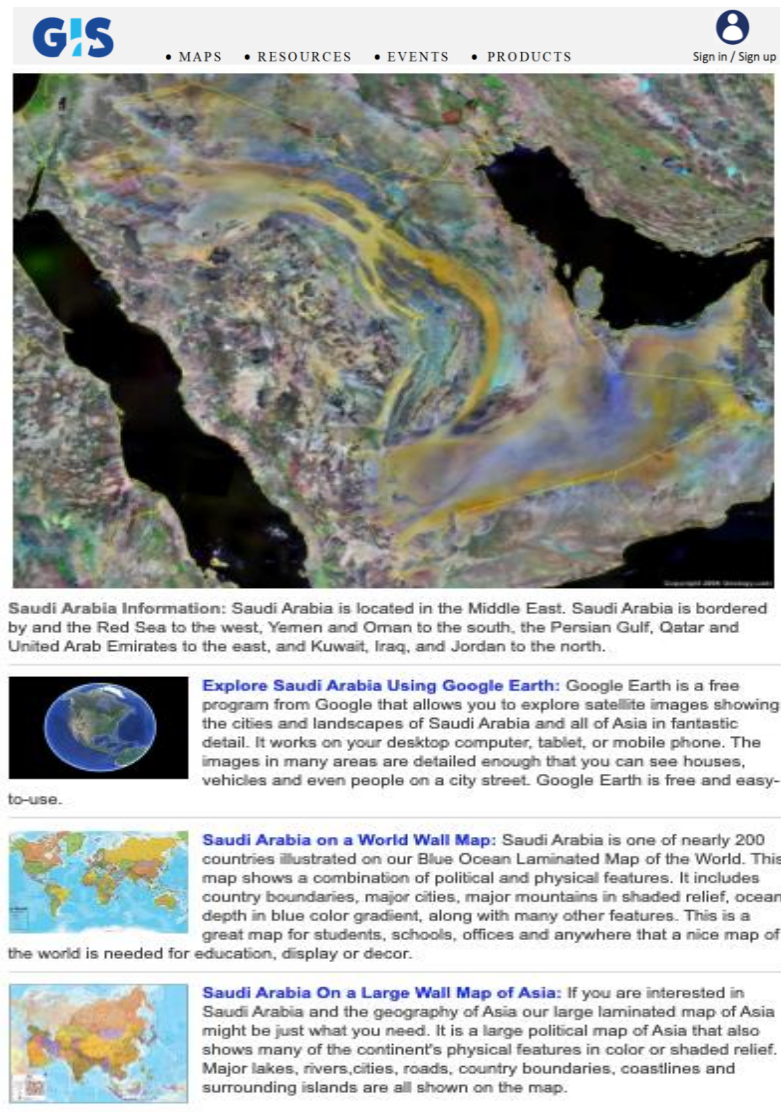 GIS
• MAPS • RESOURCES • EVENTS • PRODUCTS
Sign in / Sign up
Saudi Arabia Information: Saudi Arabia is located in the Middle East. Saudi Arabia is bordered
by and the Red Sea to the west, Yemen and Oman to the south, the Persian Gulf, Qatar and
United Arab Emirates to the east, and Kuwait, Iraq, and Jordan to the north.
Explore Saudi Arabia Using Google Earth: Google Earth is a free
program from Google that allows you to explore satellite images showing
the cities and landscapes of Saudi Arabia and all of Asia in fantastic
detail. It works on your desktop computer, tablet, or mobile phone. The
images in many areas are detailed enough that you can see houses,
vehicles and even people on a city street. Google Earth is free and easy-
to-use.
Saudi Arabia on a World Wall Map: Saudi Arabia is one of nearly 200
countries illustrated on our Blue Ocean Laminated Map of the World. This
map shows a combination of political and physical features. It includes
country boundaries, major cities, major mountains in shaded relief, ocean
depth in blue color gradient, along with many other features. This is a
great map for students, schools, offices and anywhere that a nice map of
the world is needed for education, display or decor.
Saudi Arabia On a Large Wall Map of Asia: If you are interested in
Saudi Arabia and the geography of Asia our large laminated map of Asia
might be just what you need. It is a large political map of Asia that also
shows many of the continent's physical features in color or shaded relief.
Major lakes, rivers,cities, roads, country boundaries, coastlines and
surrounding islands are all shown on the map.